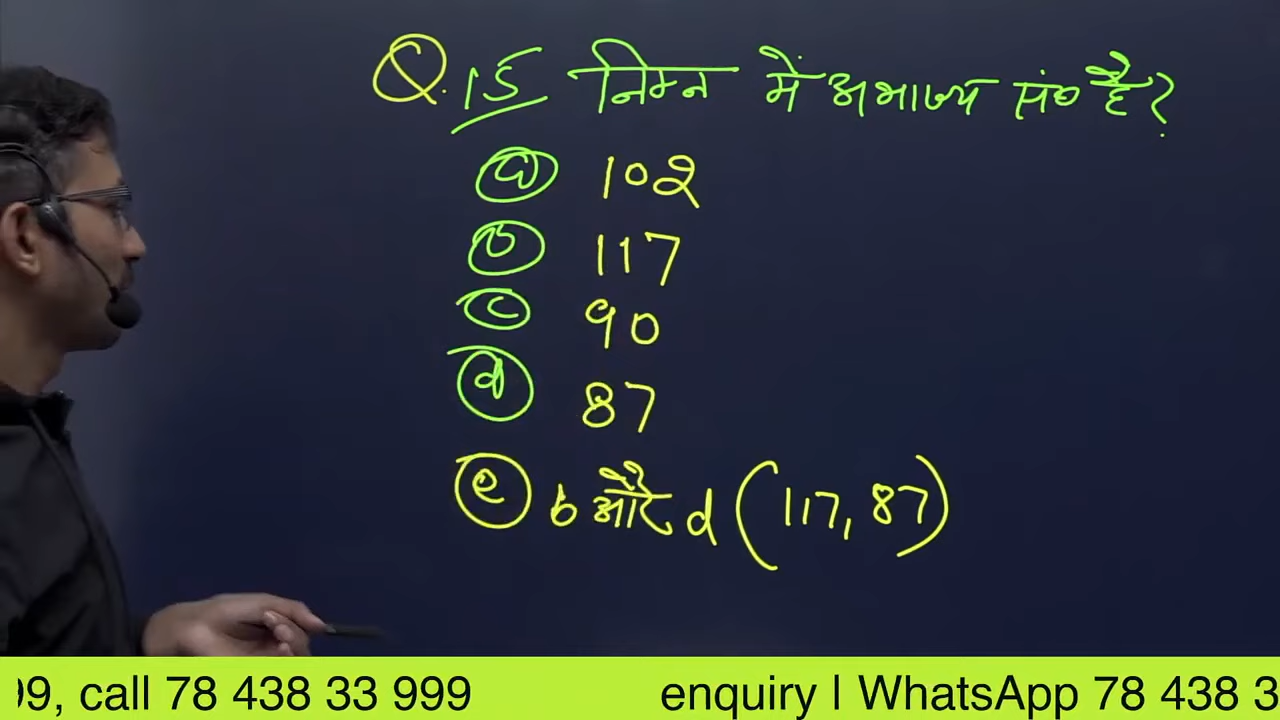 Q.15 निम्न में अभाज्य सं० है?
a 102
b 117
c 90
d 87
e b और d (117, 87)
99, call 78 438 33 999 enquiry | WhatsApp 78 438 3